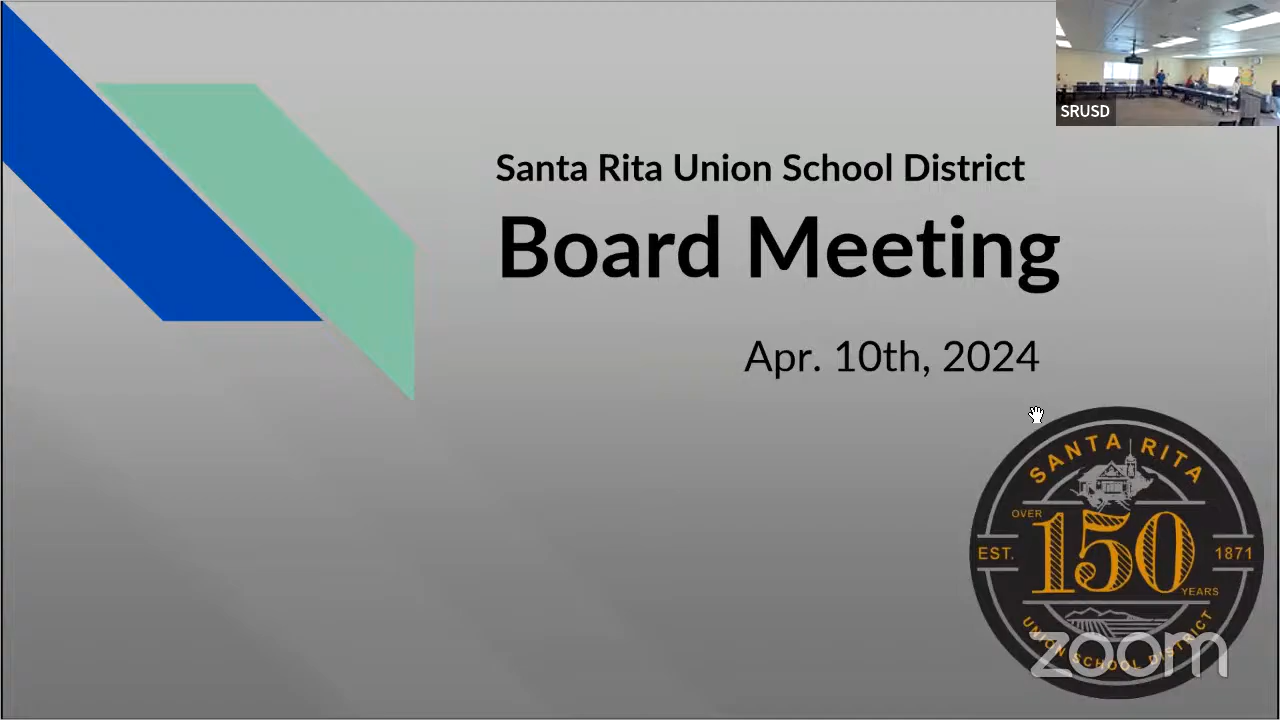 SRUSD
Santa Rita Union School District
Board Meeting
Apr. 10th, 2024
SANTA RITA
OVER
150
EST.
1871
YEARS
UNION SCHOOL DISTRICT
zoom